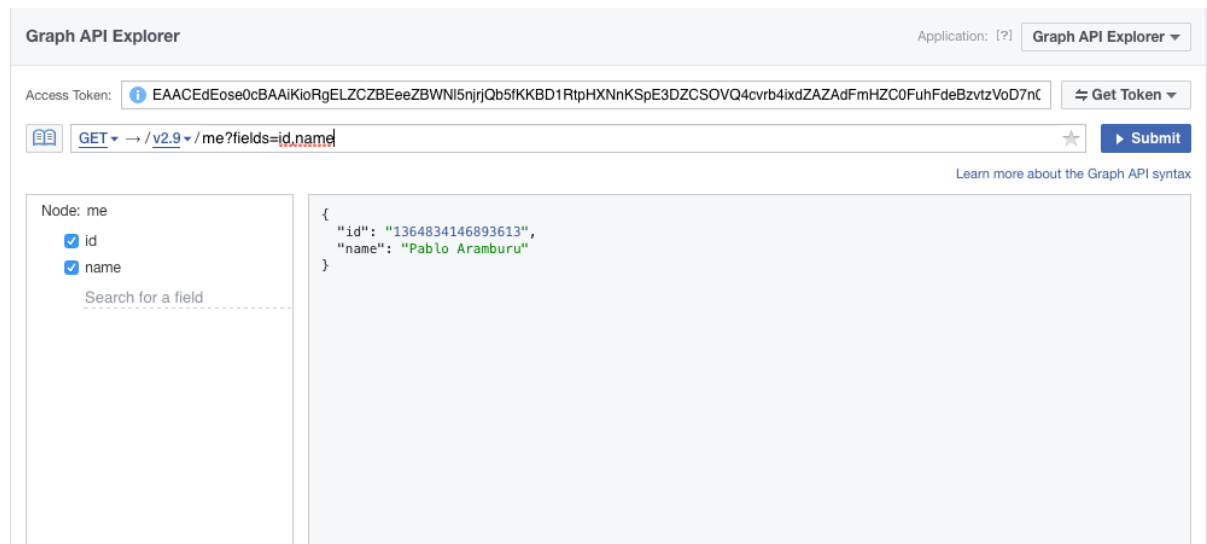 Graph API Explorer
Application: [?] Graph API Explorer
Access Token: EAACEdEose0cBAAiKioRgELZCZBEeeZBWNl5njrjQb5fKKBD1RtpHXNnKSpE3DZCSOVQ4cvrb4ixdZAZAdFmHZC0FuhFdeBzvtzVoD7n0 Get Token
GET → / v2.9 / me?fields=id,name Submit
Learn more about the Graph API syntax
Node: me
id
name
Search for a field
{
"id": "1364834146893613",
"name": "Pablo Aramburu"
}